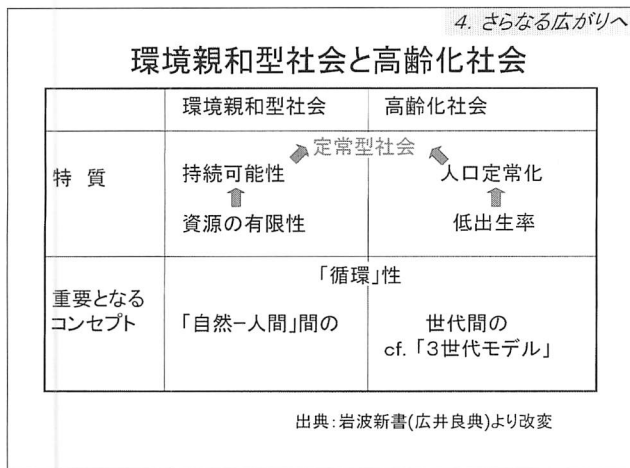 4. さらなる広がりへ
環境親和型社会と高齢化社会
環境親和型社会
高齢化社会
特 質
定常型社会
持続可能性
人口定常化
資源の有限性
低出生率
重要となる
コンセプト
「循環」性
「自然−人間」間の
世代間の
cf.「3世代モデル」
出典:岩波新書(広井良典)より改変